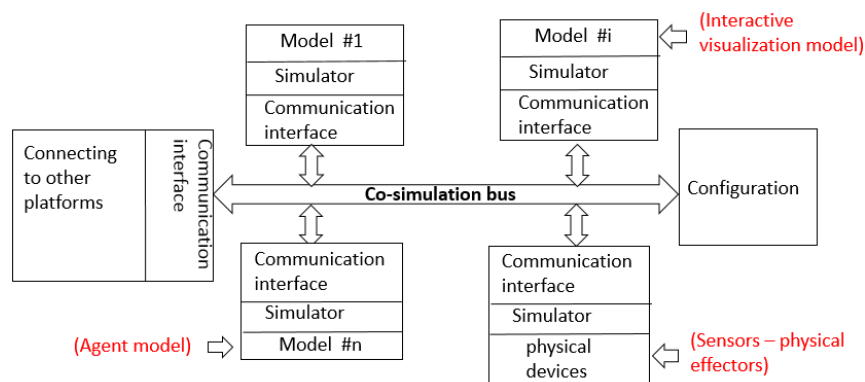 Model #1
Simulator
Communication
interface
Model #i
Simulator
Communication
interface
(Interactive
visualization model)
Connecting
to other
platforms
Communication
interface
Co-simulation bus
Configuration
Communication
interface
Simulator
Model #n
(Agent model)
Communication
interface
Simulator
physical
devices
(Sensors – physical
effectors)